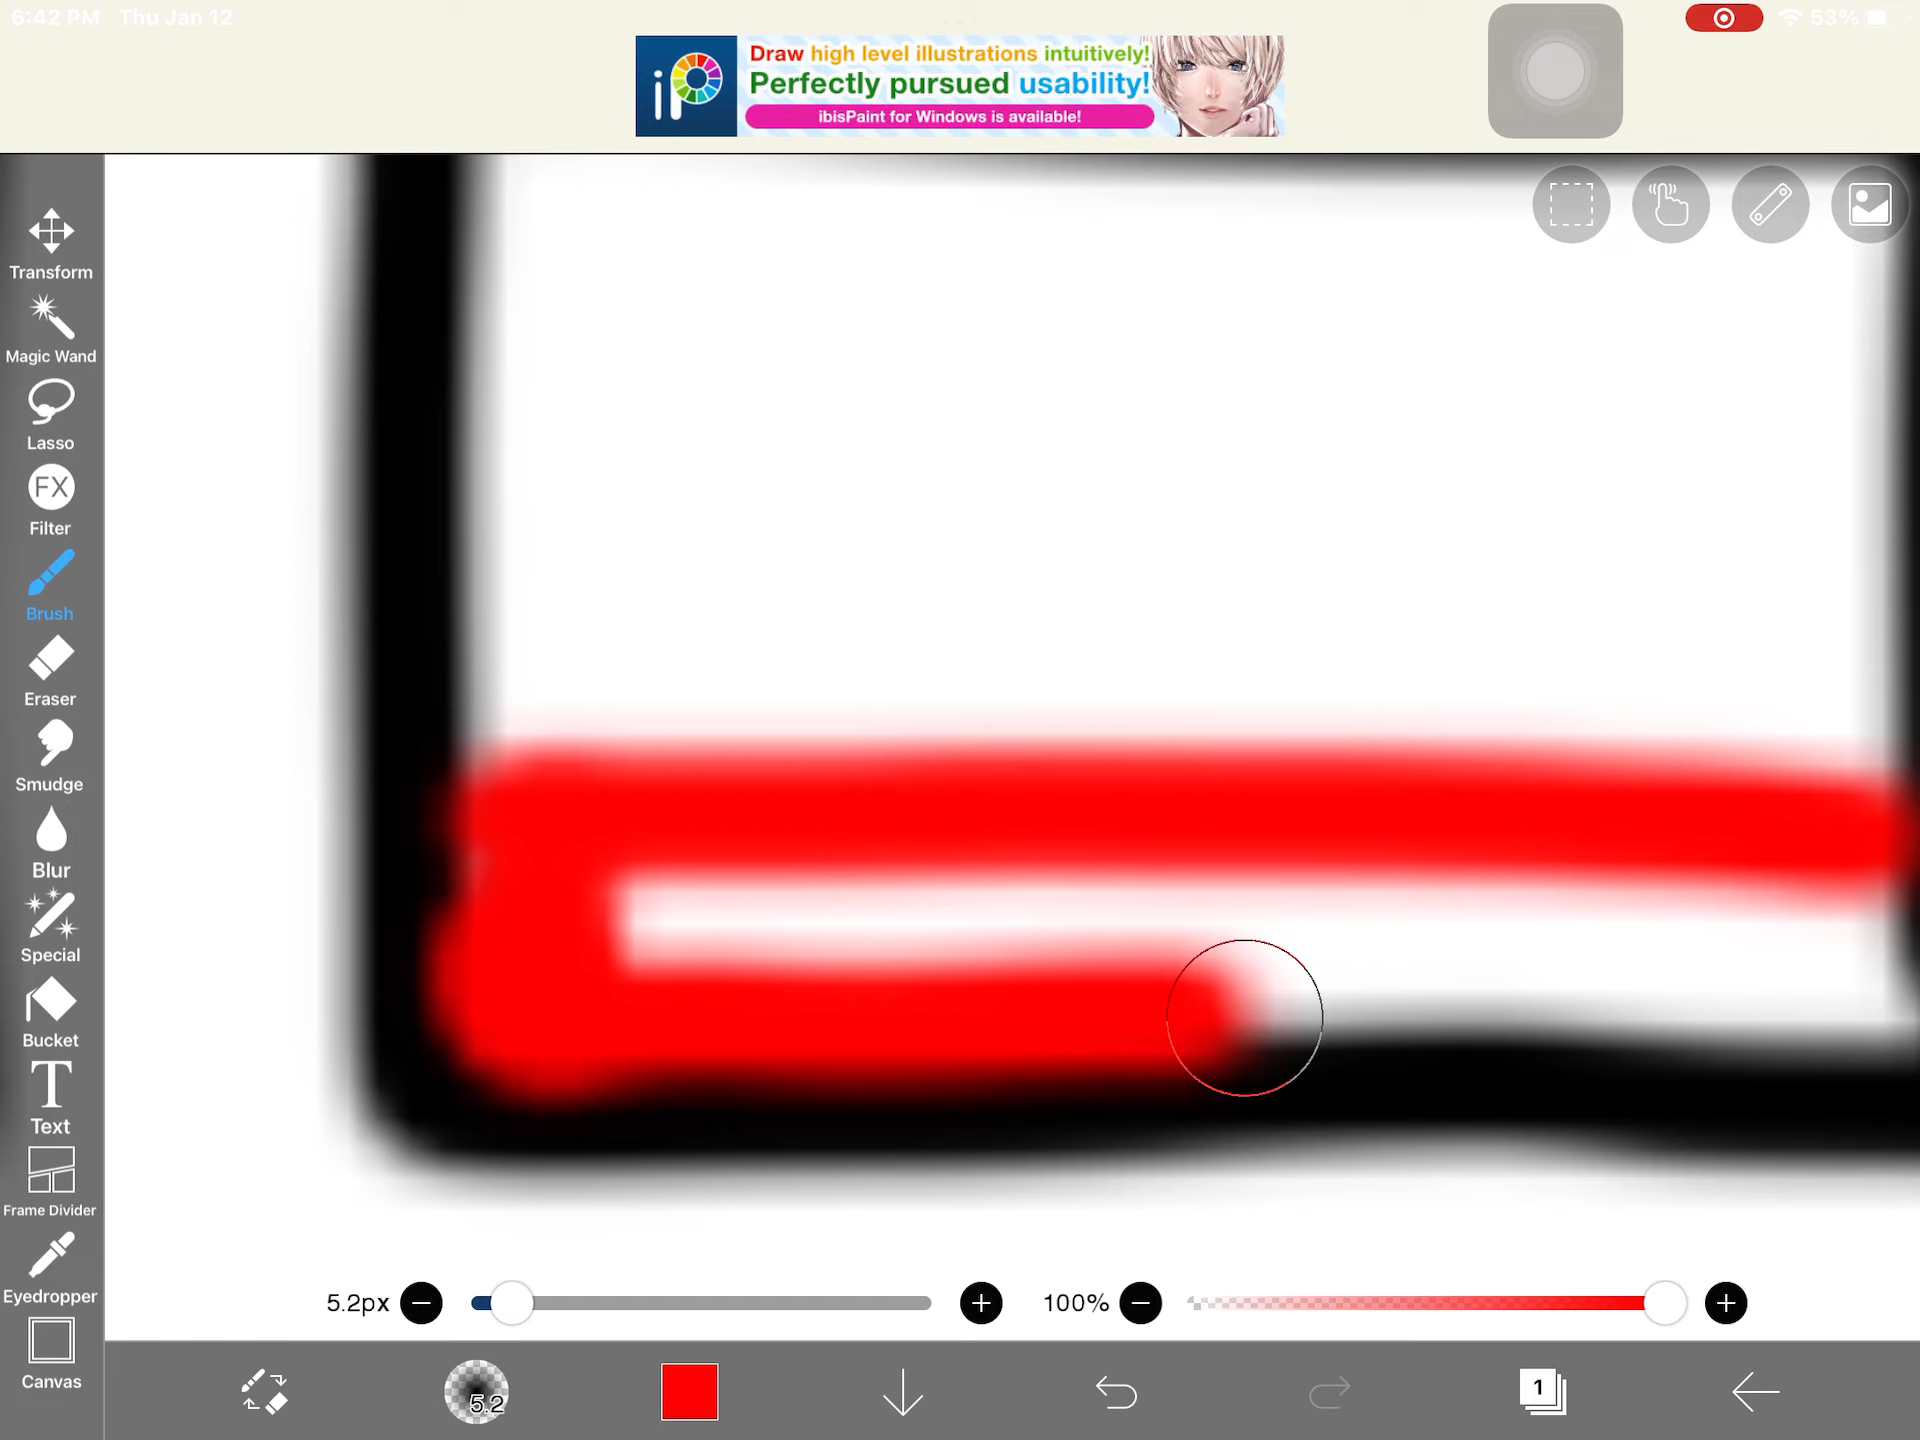 6:42 PM Thu Jan 12
53%
iP
Draw high level illustrations intuitively!
Perfectly pursued usability!
ibisPaint for Windows is available!
Transform
Magic Wand
Lasso
FX
Filter
Brush
Eraser
Smudge
Blur
Special
Bucket
T
Text
Frame Divider
Eyedropper
Canvas
5.2px
100%
5.2
1